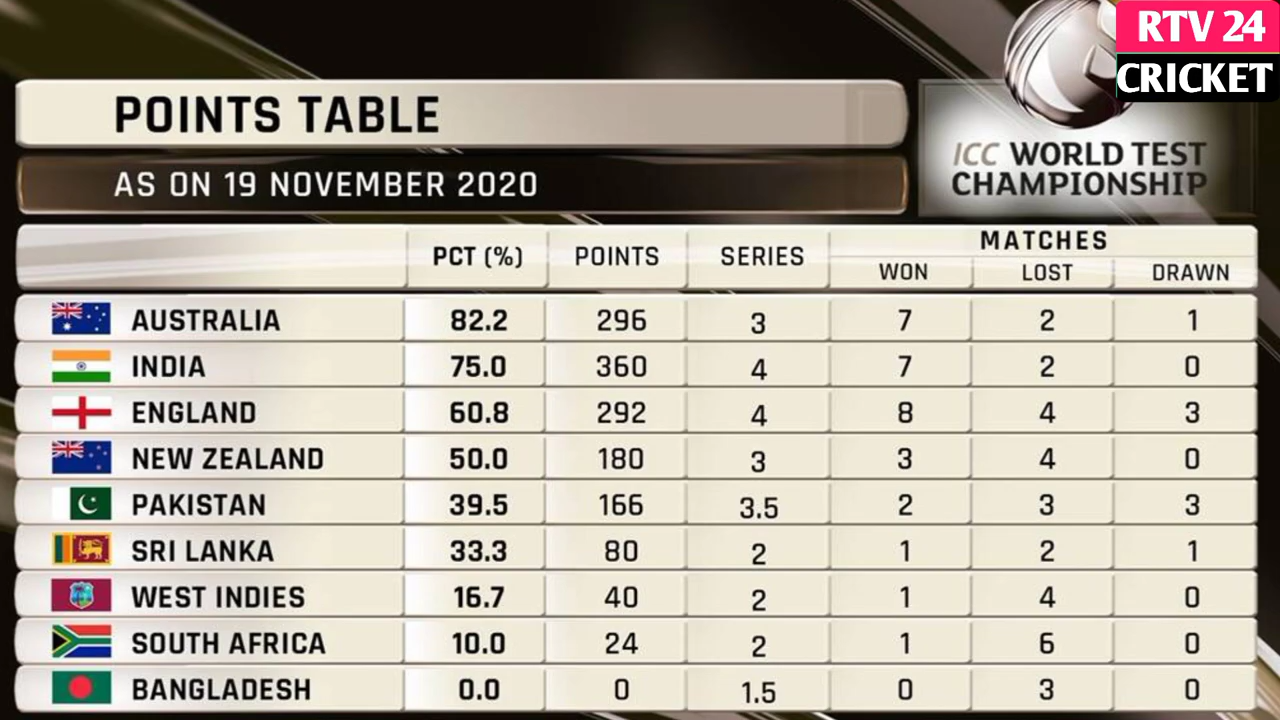 RTV 24
CRICKET
POINTS TABLE
AS ON 19 NOVEMBER 2020
ICC WORLD TEST
CHAMPIONSHIP
MATCHES
PCT (%) POINTS SERIES WON LOST DRAWN
AUSTRALIA 82.2 296 3 7 2 1
INDIA 75.0 360 4 7 2 0
ENGLAND 60.8 292 4 8 4 3
NEW ZEALAND 50.0 180 3 3 4 0
PAKISTAN 39.5 166 3.5 2 3 3
SRI LANKA 33.3 80 2 1 2 1
WEST INDIES 16.7 40 2 1 4 0
SOUTH AFRICA 10.0 24 2 1 6 0
BANGLADESH 0.0 0 1.5 0 3 0